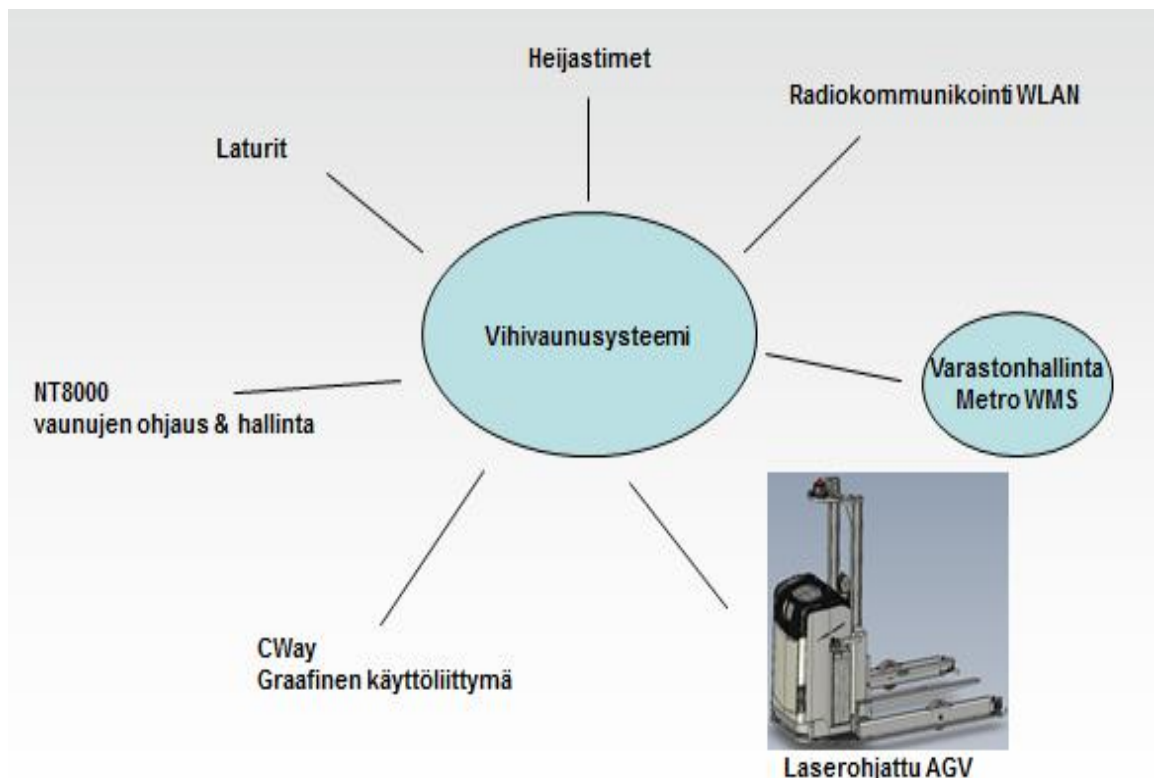 Heijastimet
Radiokommunikointi WLAN
Laturit
Vihivaunusysteemi
Varastonhallinta
Metro WMS
NT8000
vaunujen ohjaus & hallinta
CWay
Graafinen käyttöliittymä
Laserohjattu AGV